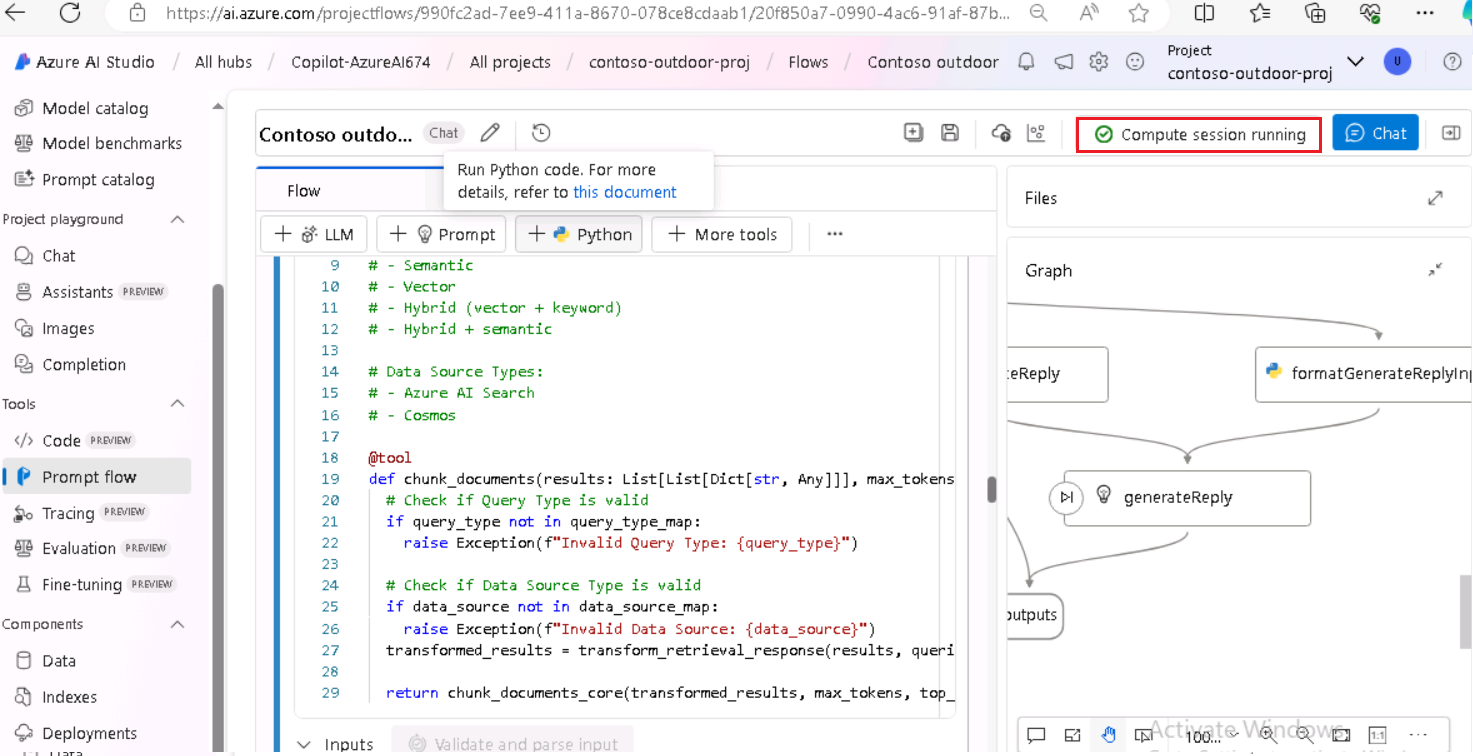 https://ai.azure.com/projectflows/990fc2ad-7ee9-411a-8670-078ce8cdaab1/20f850a7-0990-4ac6-91af-87b...
Azure AI Studio / All hubs / Copilot-AzureAI674 / All projects / contoso-outdoor-proj / Flows / Contoso outdoor
Project
contoso-outdoor-proj
U
Model catalog
Model benchmarks
Prompt catalog
Project playground
Chat
Assistants PREVIEW
Images
Completion
Tools
Code PREVIEW
Prompt flow
Tracing PREVIEW
Evaluation PREVIEW
Fine-tuning PREVIEW
Components
Data
Indexes
Deployments
Contoso outdo... Chat
Compute session running
Chat
Run Python code. For more
details, refer to this document
Flow
+ LLM + Prompt + Python + More tools ...
9 # - Semantic
10 # - Vector
11 # - Hybrid (vector + keyword)
12 # - Hybrid + semantic
13
14 # Data Source Types:
15 # - Azure AI Search
16 # - Cosmos
17
18 @tool
19 def chunk_documents(results: List[List[Dict[str, Any]]], max_tokens
20 # Check if Query Type is valid
21 if query_type not in query_type_map:
22 raise Exception(f"Invalid Query Type: {query_type}")
23
24 # Check if Data Source Type is valid
25 if data_source not in data_source_map:
26 raise Exception(f"Invalid Data Source: {data_source}")
27 transformed_results = transform_retrieval_response(results, queri
28
29 return chunk_documents_core(transformed_results, max_tokens, top_
Inputs
Validate and parse input
Files
Graph
teReply
formatGenerateReplyInp
generateReply
outputs
Activate Windows
100...
1:1